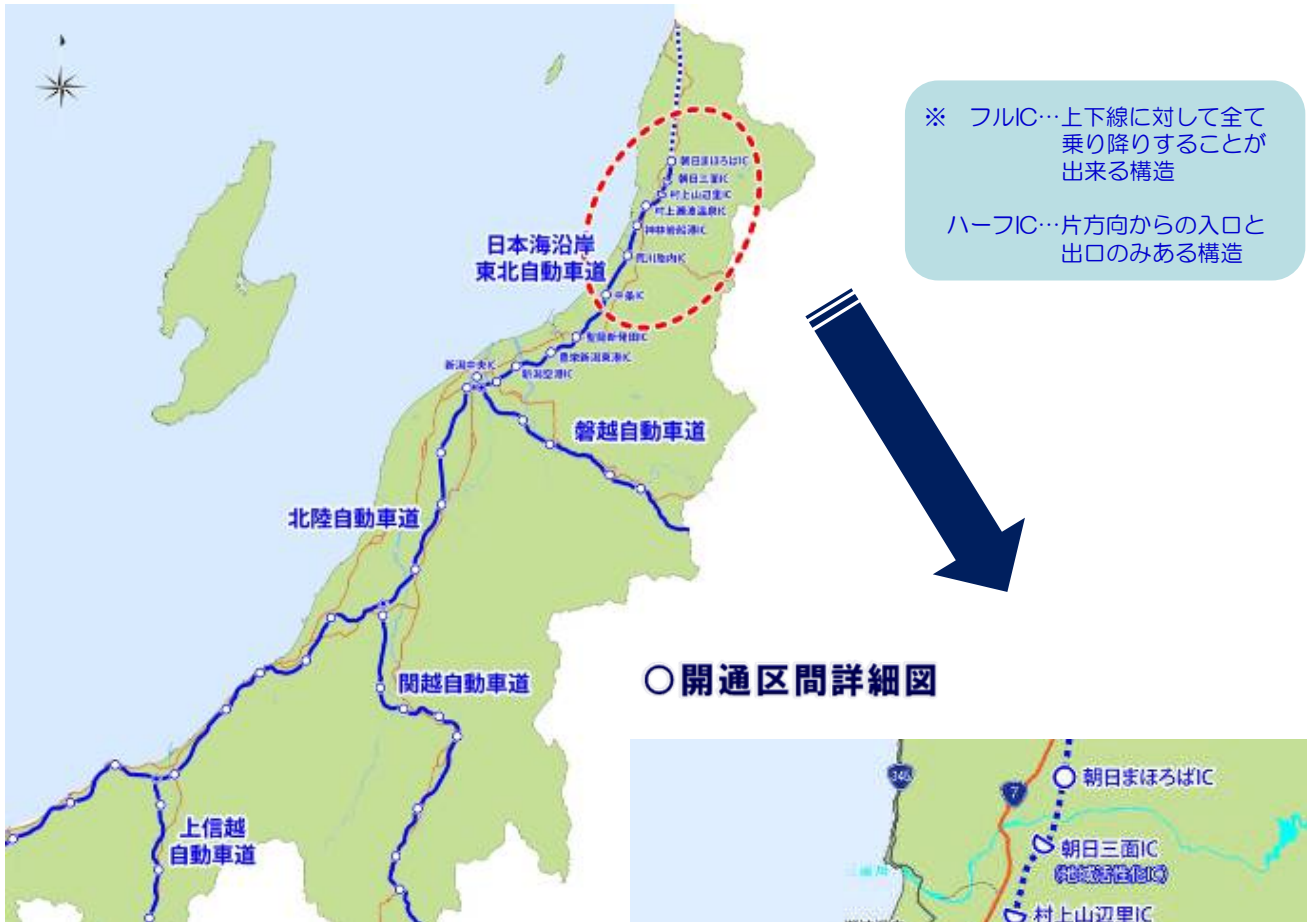 ※ フルIC…上下線に対して全て
乗り降りすることが
出来る構造
ハーフIC…片方向からの入口と
出口のみある構造
朝日まほろばIC
朝日三面IC
村上山辺里IC
村上瀬波温泉IC
神林岩船港IC
荒川胎内IC
中条IC
聖籠新発田IC
豊栄新潟東港IC
新潟空港IC
新潟中央IC
日本海沿岸
東北自動車道
磐越自動車道
北陸自動車道
関越自動車道
上信越
自動車道
○開通区間詳細図
345
7
朝日まほろばIC
朝日三面IC
(地域活性化IC)
三面川
村上山辺里IC